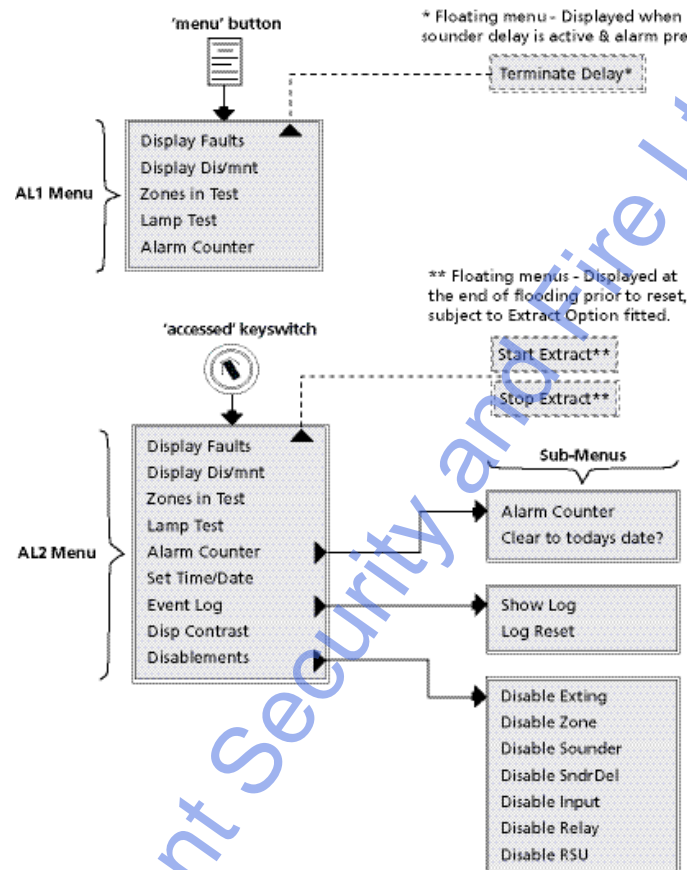 'menu' button
* Floating menu - Displayed when
sounder delay is active & alarm pre
Terminate Delay*
AL1 Menu
Display Faults
Display Dis/mnt
Zones in Test
Lamp Test
Alarm Counter
** Floating menus - Displayed at
the end of flooding prior to reset,
subject to Extract Option fitted.
'accessed' keyswitch
Start Extract**
Stop Extract**
AL2 Menu
Display Faults
Display Dis/mnt
Zones in Test
Lamp Test
Alarm Counter
Set Time/Date
Event Log
Disp Contrast
Disablements
Sub-Menus
Alarm Counter
Clear to todays date?
Show Log
Log Reset
Disable Exting
Disable Zone
Disable Sounder
Disable SndrDel
Disable Input
Disable Relay
Disable RSU
nt Security and Fire Lt